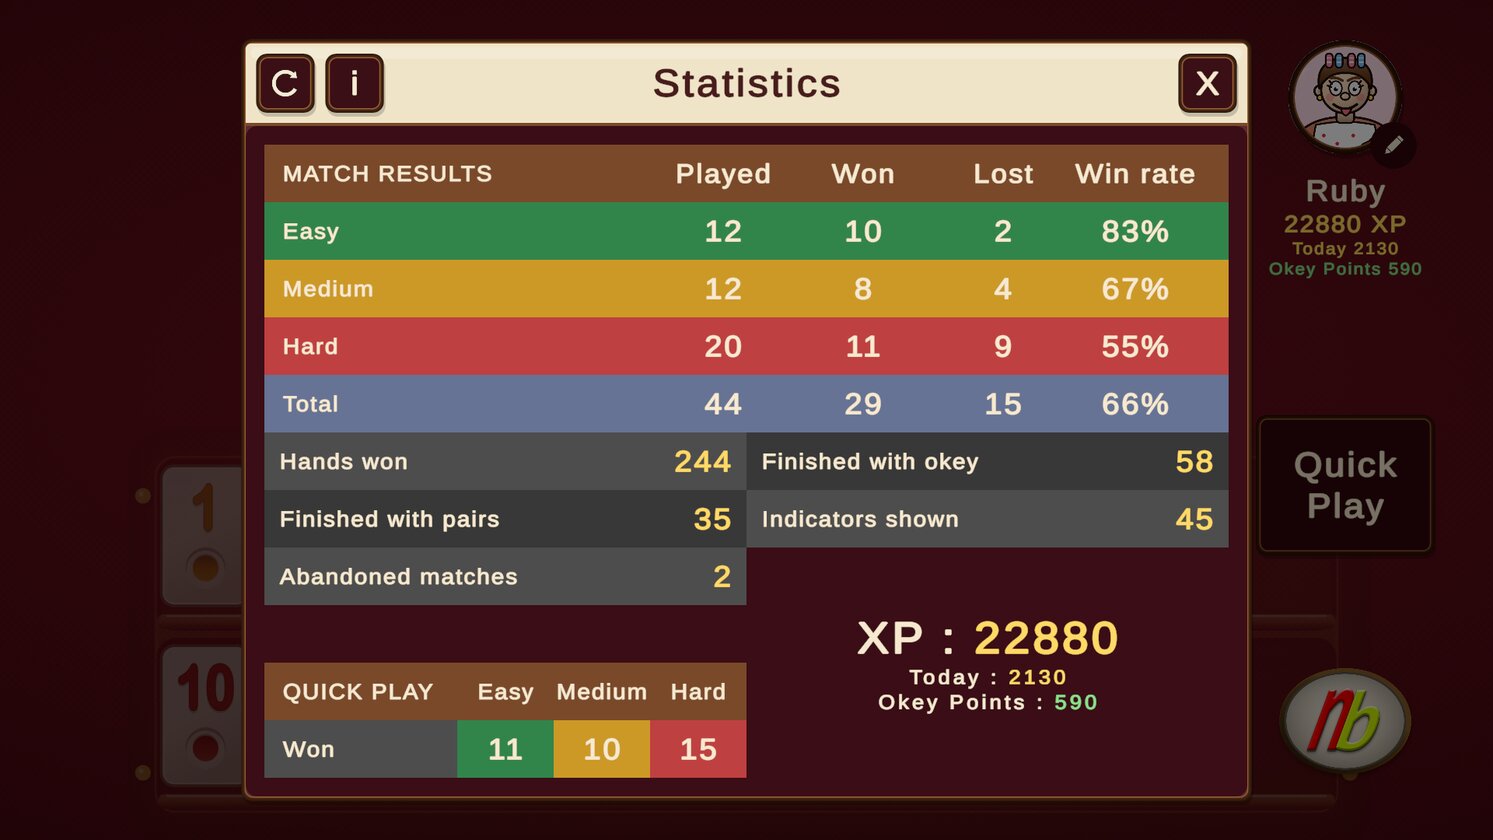 C i Statistics X
MATCH RESULTS Played Won Lost Win rate
Easy 12 10 2 83%
Medium 12 8 4 67%
Hard 20 11 9 55%
Total 44 29 15 66%
Hands won 244 Finished with okey 58
Finished with pairs 35 Indicators shown 45
Abandoned matches 2
XP : 22880
Today : 2130
Okey Points : 590
QUICK PLAY Easy Medium Hard
Won 11 10 15
Ruby
22880 XP
Today 2130
Okey Points 590
Quick
Play
1
10
nb